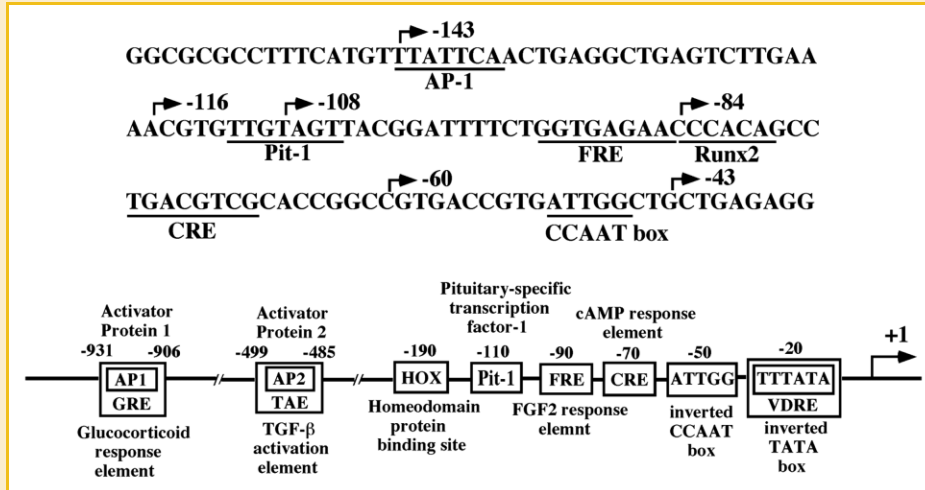 -143
GGCGCGCCTTTCATGTTTATTCAACTGAGGCTGAGTCTTGAA
AP-1
-116 -108 -84
AACGTGTTGTAGTTACGGATTTTCTGGTGAGAACCCACAGCC
Pit-1 FRE Runx2
-60 -43
TGACGTCGCACCGGCCGTGACCGTGATTGGCTGCTGAGAGG
CRE CCAAT box
Pituitary-specific
transcription
factor-1
Activator
Protein 1
Activator
Protein 2
cAMP response
element
-931 -906 -499 -485 -190 -110 -90 -70 -50 -20 +1
AP1 AP2 HOX Pit-1 FRE CRE ATTGG TTTATA
GRE TAE VDRE
Glucocorticoid
response
element
TGF-β
activation
element
Homeodomain
protein
binding site
FGF2 response
elemnt
inverted
CCAAT
box
inverted
TATA
box